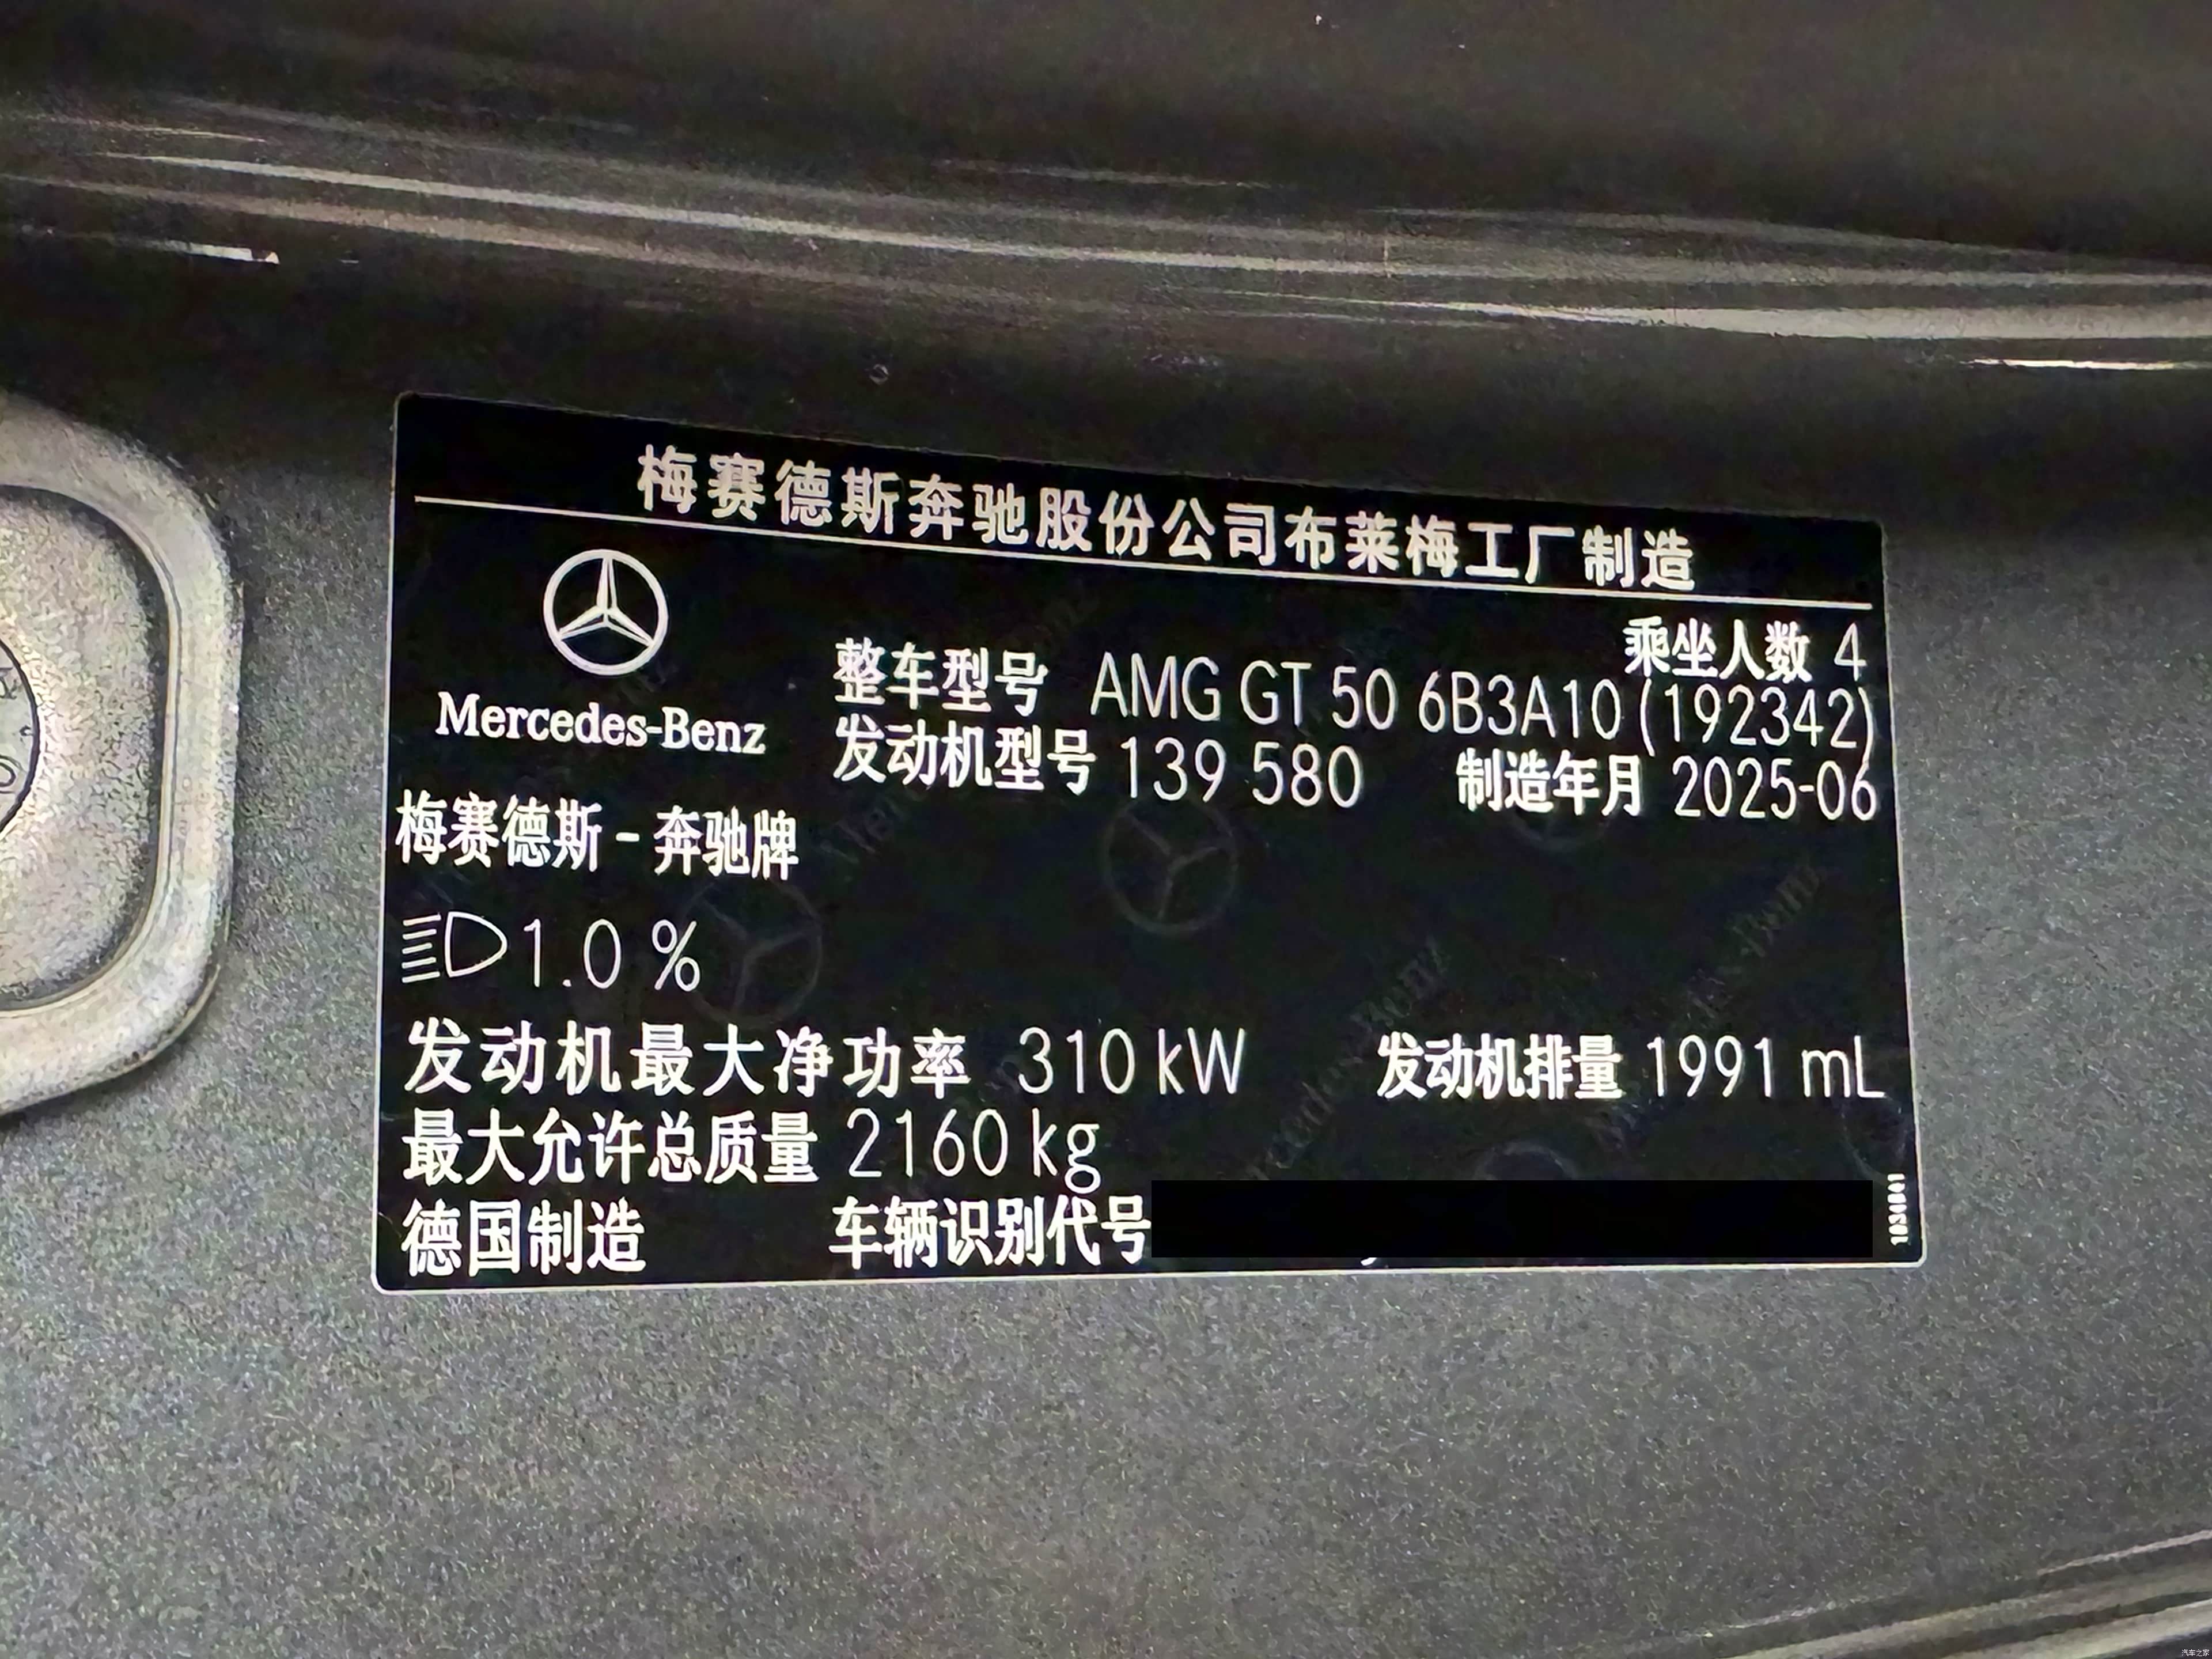 梅赛德斯奔驰股份公司布莱梅工厂制造
乘坐人数 4
Mercedes-Benz
整车型号 AMG GT 50 6B3A10 (192342)
发动机型号 139 580 制造年月 2025-06
梅赛德斯-奔驰牌
1.0 %
发动机最大净功率 310 kW 发动机排量 1991 mL
最大允许总质量 2160 kg
德国制造 车辆识别代号
汽车之家